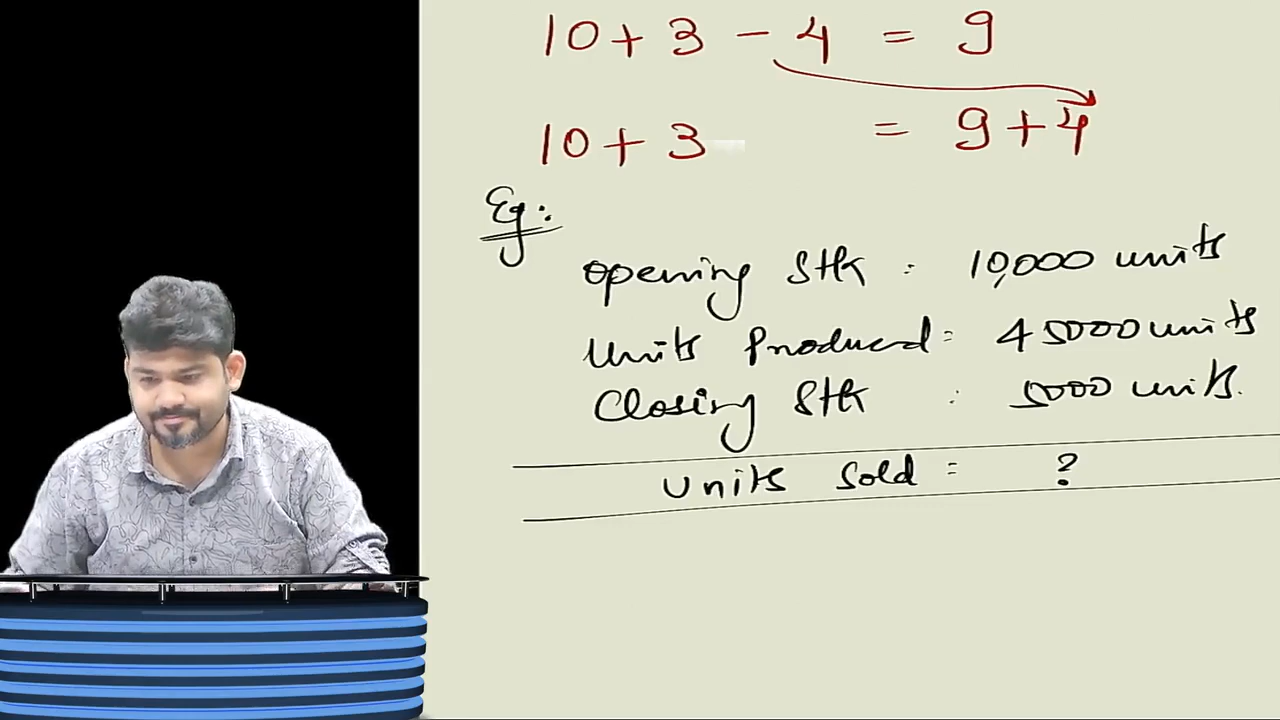 10 + 3 - 4 = 9
10 + 3 = 9 + 4
Eg:
Opening Stk : 10,000 units
Units Produced = 45000 units
Closing Stk : 5000 units.
Units Sold = ?